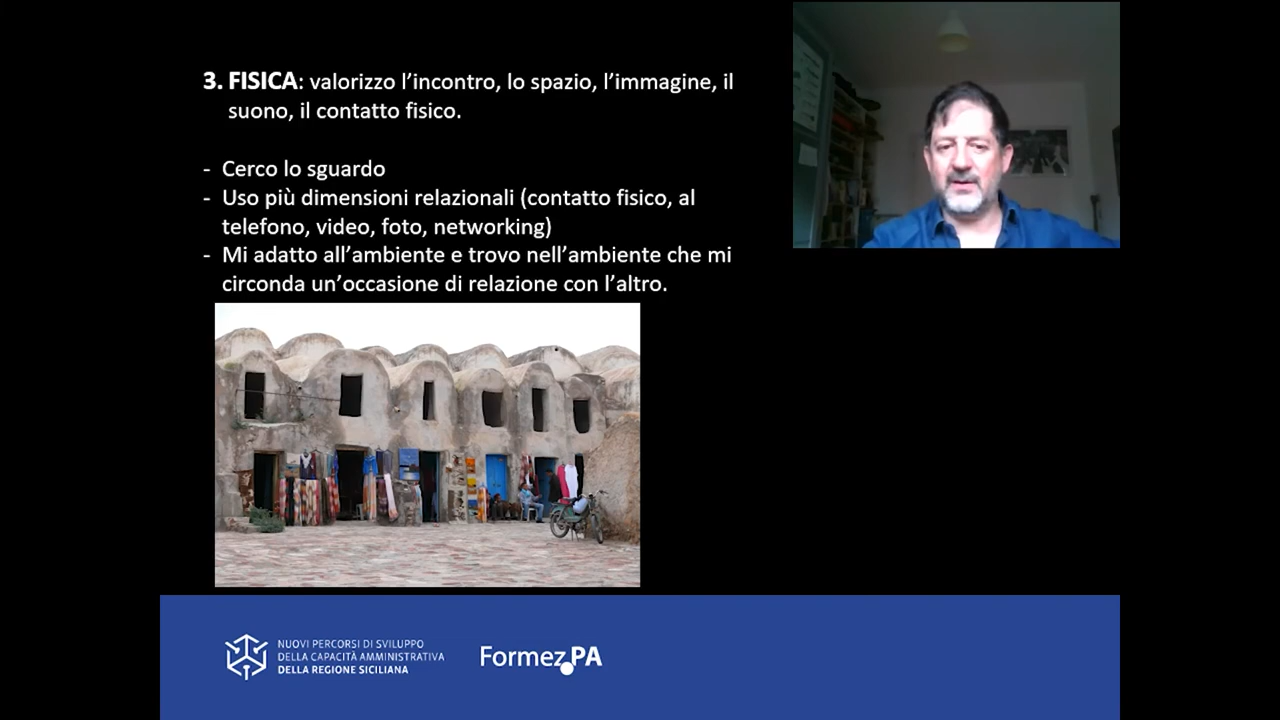 3. FISICA: valorizzo l’incontro, lo spazio, l’immagine, il
suono, il contatto fisico.
- Cerco lo sguardo
- Uso più dimensioni relazionali (contatto fisico, al
telefono, video, foto, networking)
- Mi adatto all’ambiente e trovo nell’ambiente che mi
circonda un’occasione di relazione con l’altro.
NUOVI PERCORSI DI SVILUPPO
DELLA CAPACITÀ AMMINISTRATIVA
DELLA REGIONE SICILIANA
Formez.PA